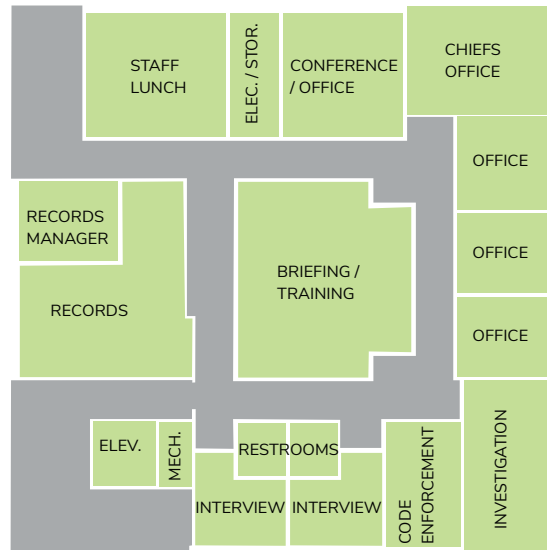 STAFF
LUNCH
ELEC. / STOR.
CONFERENCE
/ OFFICE
CHIEFS
OFFICE
OFFICE
RECORDS
MANAGER
BRIEFING /
TRAINING
OFFICE
RECORDS
OFFICE
ELEV.
MECH.
RESTROOMS
INTERVIEW
INTERVIEW
CODE
ENFORCEMENT
INVESTIGATION